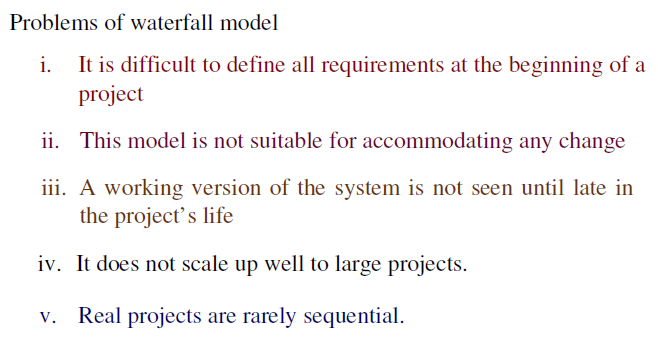 Problems of waterfall model
i. It is difficult to define all requirements at the beginning of a
project
ii. This model is not suitable for accommodating any change
iii. A working version of the system is not seen until late in
the project's life
iv. It does not scale up well to large projects.
v. Real projects are rarely sequential.